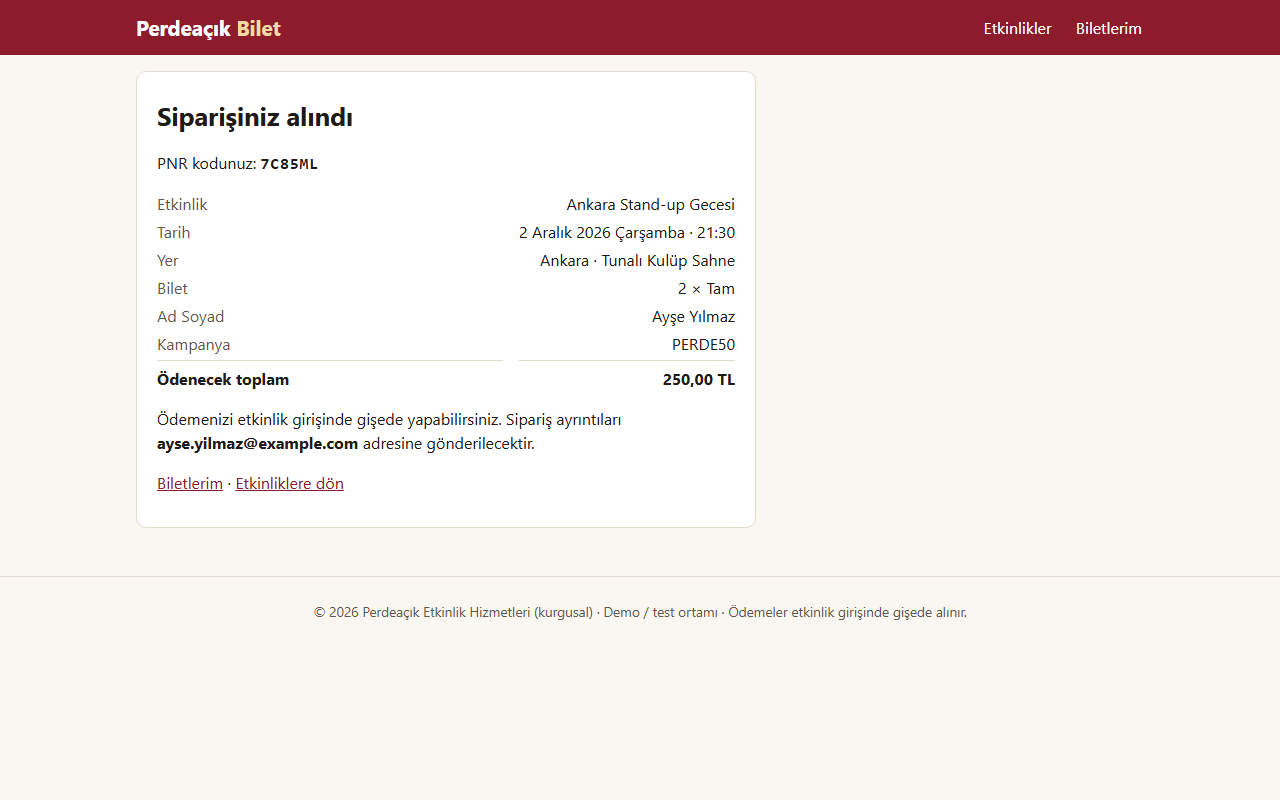 Perdeaçık Bilet
Etkinlikler Biletlerim
Siparişiniz alındı
PNR kodunuz: 7C85ML
Etkinlik Ankara Stand-up Gecesi
Tarih 2 Aralık 2026 Çarşamba · 21:30
Yer Ankara · Tunalı Kulüp Sahne
Bilet 2 × Tam
Ad Soyad Ayşe Yılmaz
Kampanya PERDE50
Ödenecek toplam 250,00 TL
Ödemenizi etkinlik girişinde gişede yapabilirsiniz. Sipariş ayrıntıları
ayse.yilmaz@example.com adresine gönderilecektir.
Biletlerim · Etkinliklere dön
© 2026 Perdeaçık Etkinlik Hizmetleri (kurgusal) · Demo / test ortamı · Ödemeler etkinlik girişinde gişede alınır.